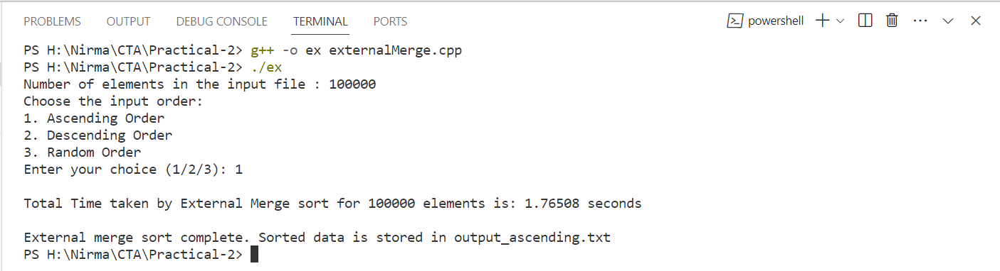 PROBLEMS OUTPUT DEBUG CONSOLE TERMINAL PORTS powershell
PS H:\Nirma\CTA\Practical-2> g++ -o ex externalMerge.cpp
PS H:\Nirma\CTA\Practical-2> ./ex
Number of elements in the input file : 100000
Choose the input order:
1. Ascending Order
2. Descending Order
3. Random Order
Enter your choice (1/2/3): 1
Total Time taken by External Merge sort for 100000 elements is: 1.76508 seconds
External merge sort complete. Sorted data is stored in output_ascending.txt
PS H:\Nirma\CTA\Practical-2>